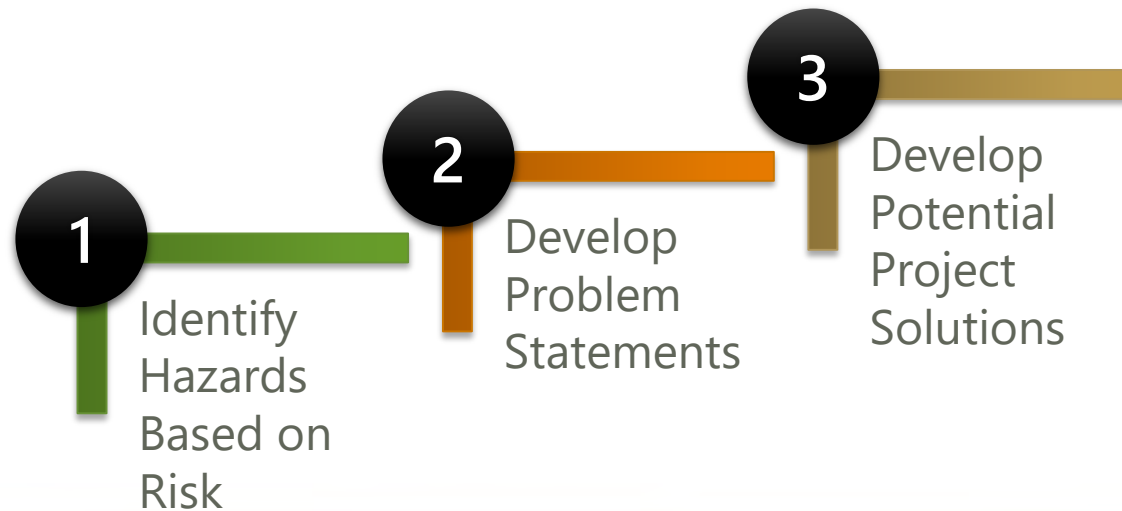 1
Identify
Hazards
Based on
Risk
2
Develop
Problem
Statements
3
Develop
Potential
Project
Solutions